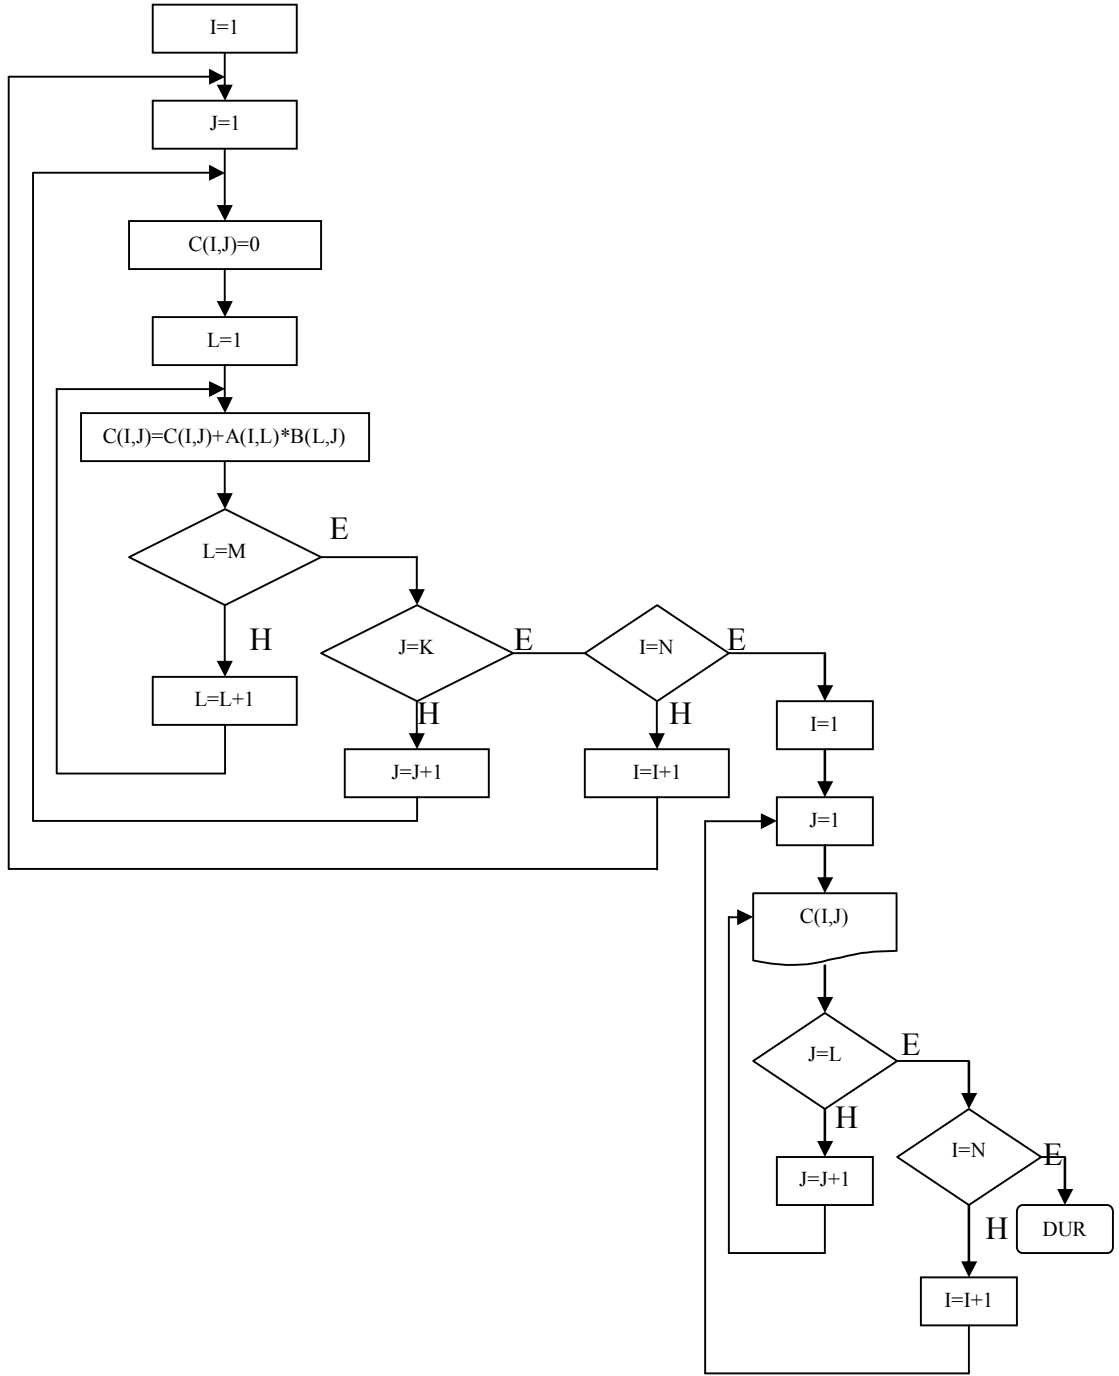 I=1
J=1
C(I,J)=0
L=1
C(I,J)=C(I,J)+A(I,L)*B(L,J)
L=M
E
H
L=L+1
J=K
E
H
J=J+1
I=N
E
H
I=I+1
I=1
J=1
C(I,J)
J=L
E
H
J=J+1
I=N
E
H
DUR
I=I+1